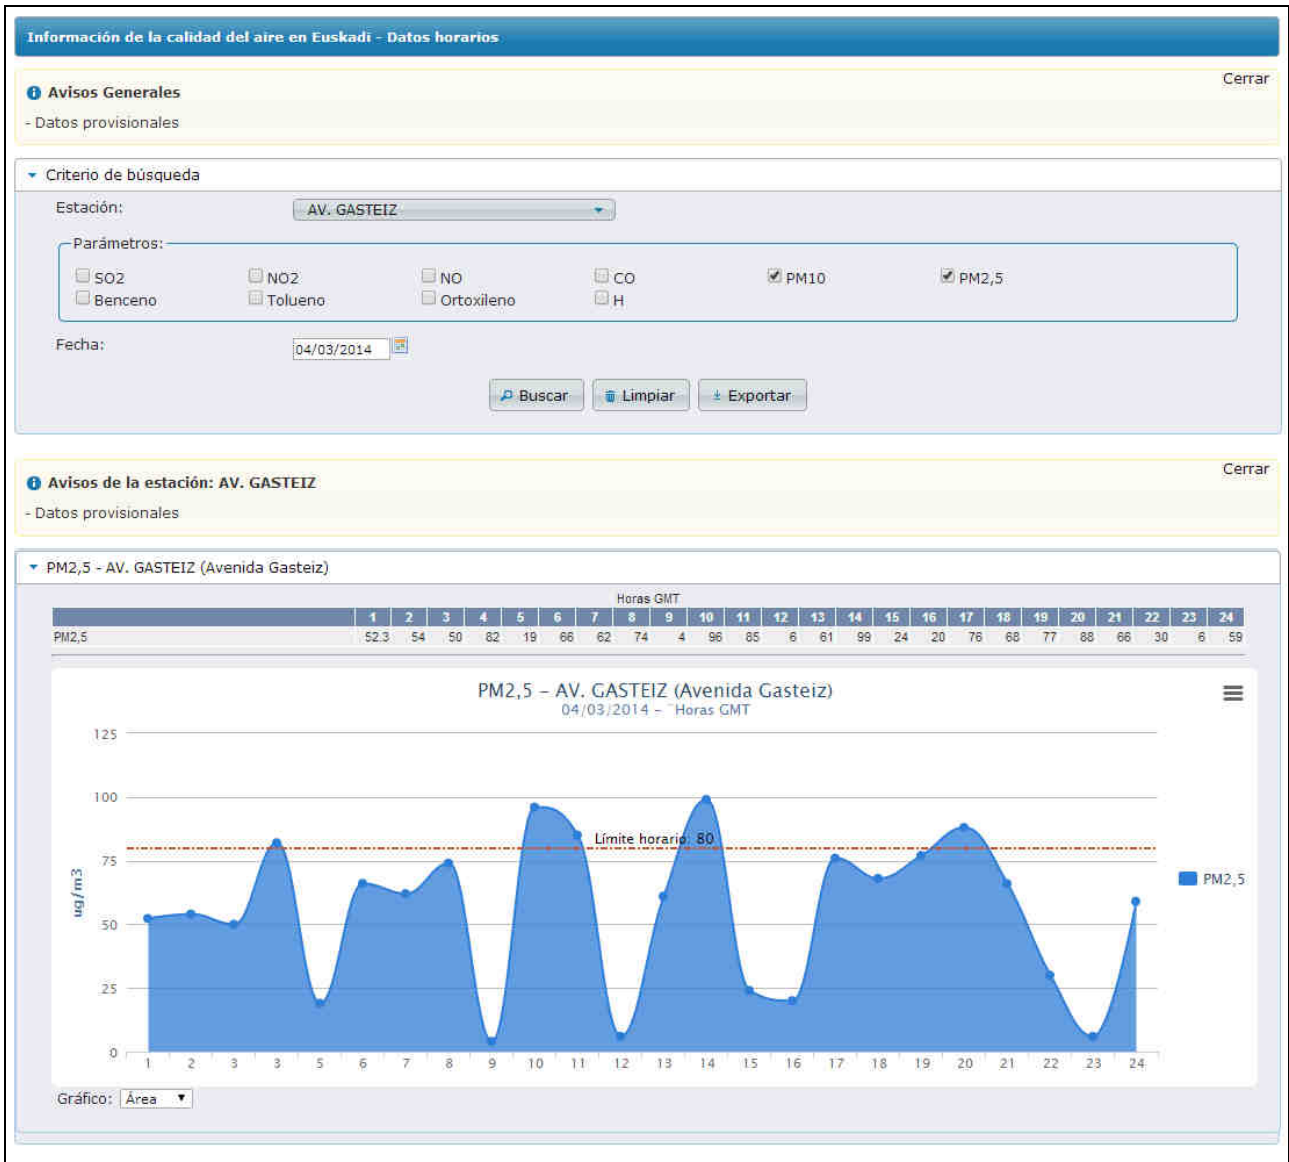 Información de la calidad del aire en Euskadi - Datos horarios
Cerrar
Avisos Generales
- Datos provisionales
Criterio de búsqueda
Estación: AV. GASTEIZ
Parámetros:
SO2 NO2 NO CO PM10 PM2,5
Benceno Tolueno Ortoxileno H
Fecha: 04/03/2014
Buscar Limpiar Exportar
Cerrar
Avisos de la estación: AV. GASTEIZ
- Datos provisionales
PM2,5 - AV. GASTEIZ (Avenida Gasteiz)
Horas GMT
1 2 3 4 5 6 7 8 9 10 11 12 13 14 15 16 17 18 19 20 21 22 23 24
PM2,5 52.3 54 50 82 19 66 62 74 4 96 85 6 61 99 24 20 76 68 77 88 66 30 6 59
PM2,5 – AV. GASTEIZ (Avenida Gasteiz)
04/03/2014 – ¨Horas GMT
125
100
Límite horario: 80
75
ug/m3
PM2,5
50
25
0
1 2 3 3 5 6 7 8 9 10 11 12 13 14 15 16 17 18 19 20 21 22 23 24
Gráfico: Área